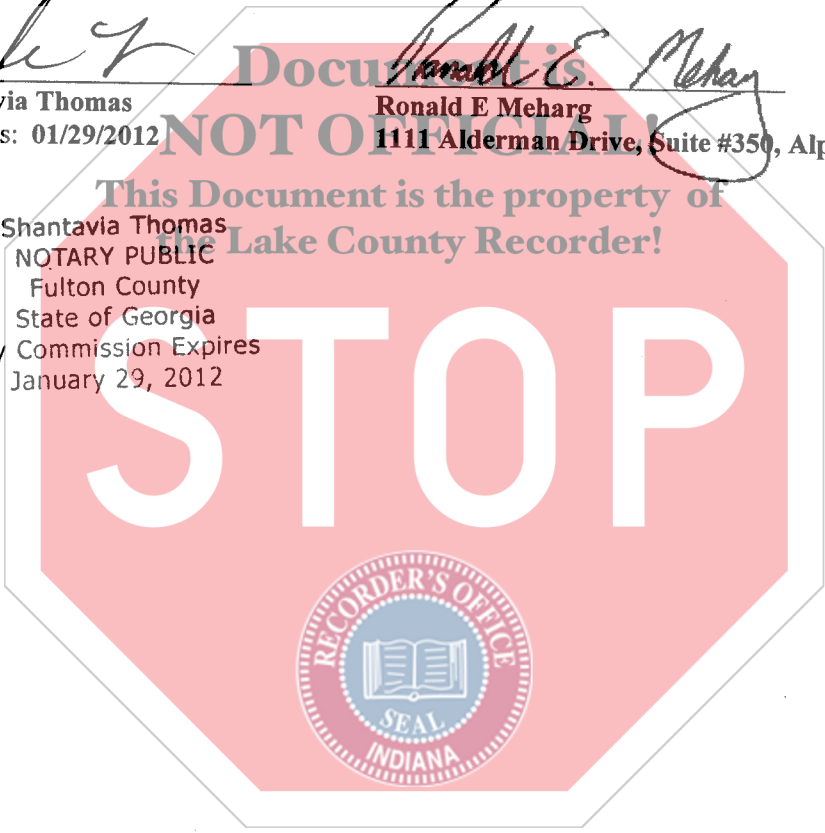 Document is
NOT OFFICIAL!
This Document is the property of
the Lake County Recorder!
Ronald E. Meharg
via Thomas
s: 01/29/2012
Ronald E Meharg
1111 Alderman Drive, Suite #350, Alp
Shantavia Thomas
NOTARY PUBLIC
Fulton County
State of Georgia
Commission Expires
January 29, 2012
STOP
RECORDER'S OFFICE
SEAL
INDIANA